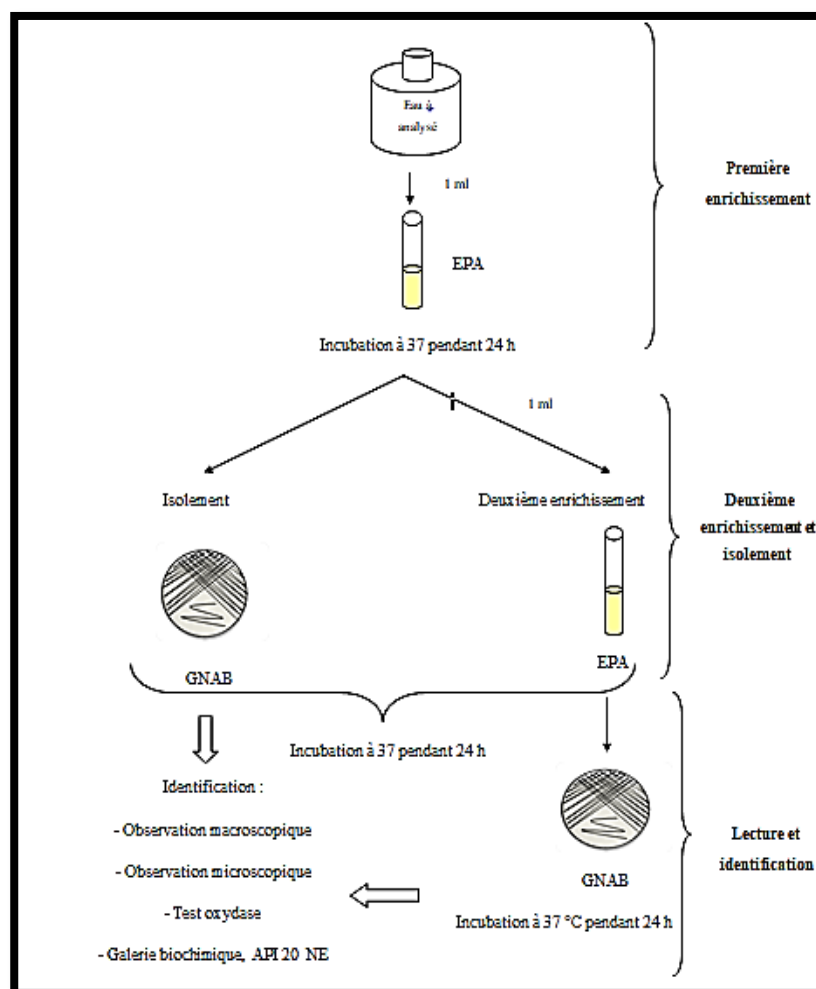 Eau à
analysé
1 ml
EPA
Incubation à 37 pendant 24 h
Première
enrichissement
1 ml
Isolement
Deuxième enrichissement
GNAB
EPA
Deuxième
enrichissement et
isolement
Incubation à 37 pendant 24 h
Identification :
- Observation macroscopique
- Observation microscopique
- Test oxydase
- Galerie biochimique, API 20 NE
GNAB
Incubation à 37 °C pendant 24 h
Lecture et
identification